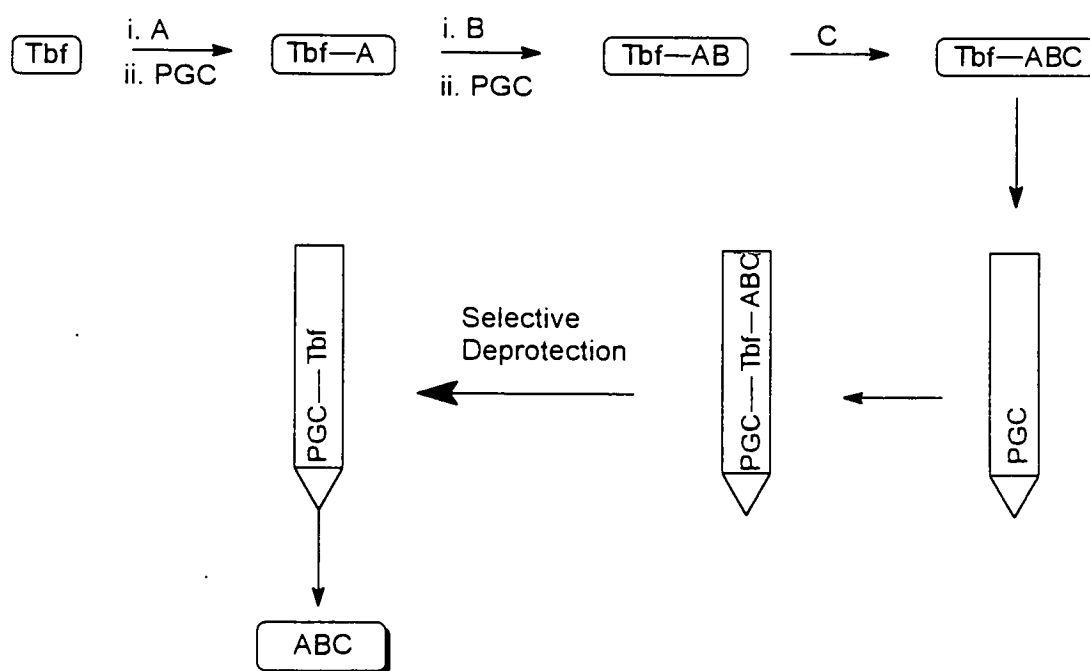 Tbf
i. A
ii. PGC
Tbf—A
i. B
ii. PGC
Tbf—AB
C
Tbf—ABC
PGC—Tbf
Selective
Deprotection
PGC—Tbf—ABC
PGC
ABC